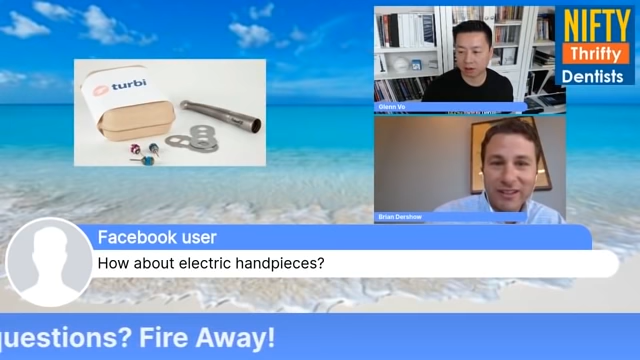 NIFTY
Thrifty
Dentists
turbi
Glenn Vo
Brian Dershow
Facebook user
How about electric handpieces?
questions? Fire Away!